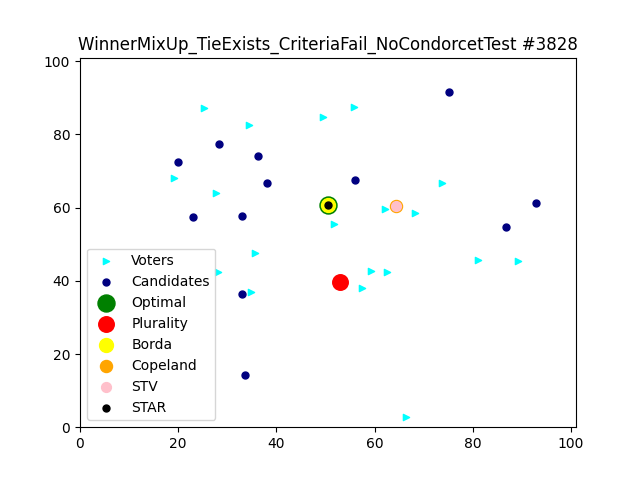 WinnerMixUp_TieExists_CriteriaFail_NoCondorcetTest #3828
100
80
60
40
20
0
Voters
Candidates
Optimal
Plurality
Borda
Copeland
STV
STAR
0 20 40 60 80 100